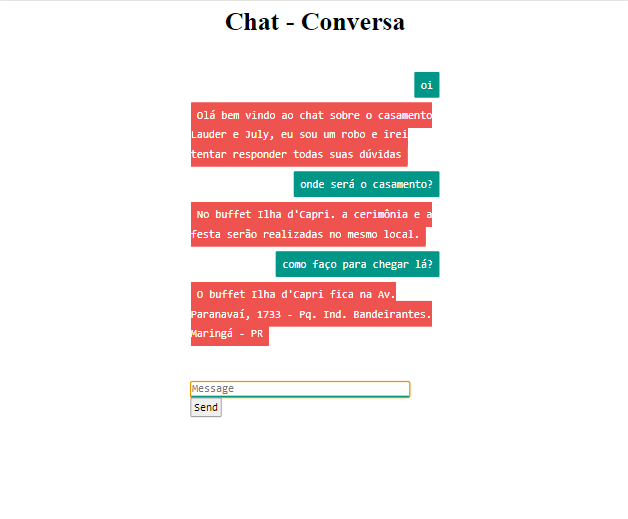 Chat - Conversa
oi
Olá bem vindo ao chat sobre o casamento
Lauder e July, eu sou um robo e irei
tentar responder todas suas dúvidas
onde será o casamento?
No buffet Ilha d'Capri. a cerimônia e a
festa serão realizadas no mesmo local.
como faço para chegar lá?
O buffet Ilha d'Capri fica na Av.
Paranavaí, 1733 - Pq. Ind. Bandeirantes.
Maringá - PR
Message
Send